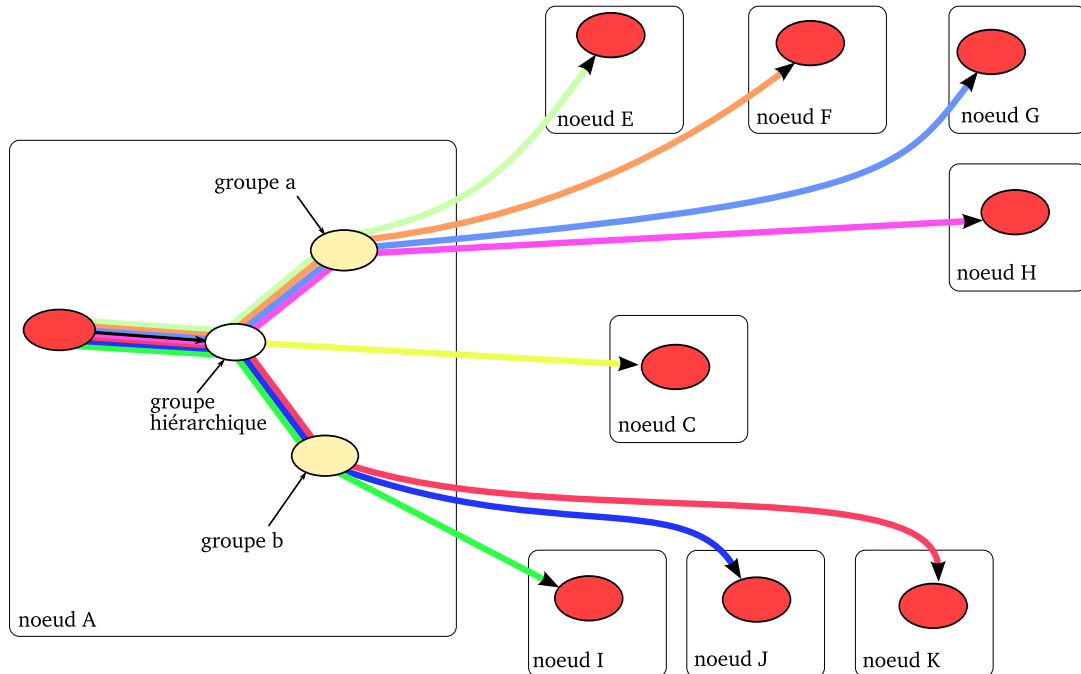 noeud E
noeud F
noeud G
groupe a
noeud H
groupe
hiérarchique
noeud C
groupe b
noeud A
noeud I
noeud J
noeud K